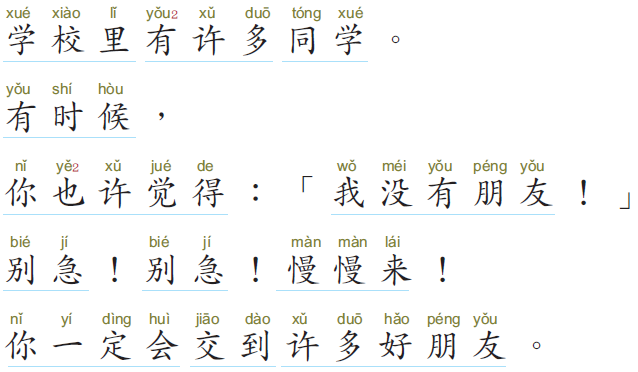 xué xiào lǐ yǒu2 xǔ duō tóng xué
学校里有许多同学。
yǒu shí hòu
有时候，
nǐ yě2 xǔ jué de wǒ méi yǒu péng yǒu
你也许觉得：「我没有朋友！」
bié jí bié jí màn màn lái
别急！别急！慢慢来！
nǐ yí dìng huì jiāo dào xǔ duō hǎo péng yǒu
你一定会交到许多好朋友。